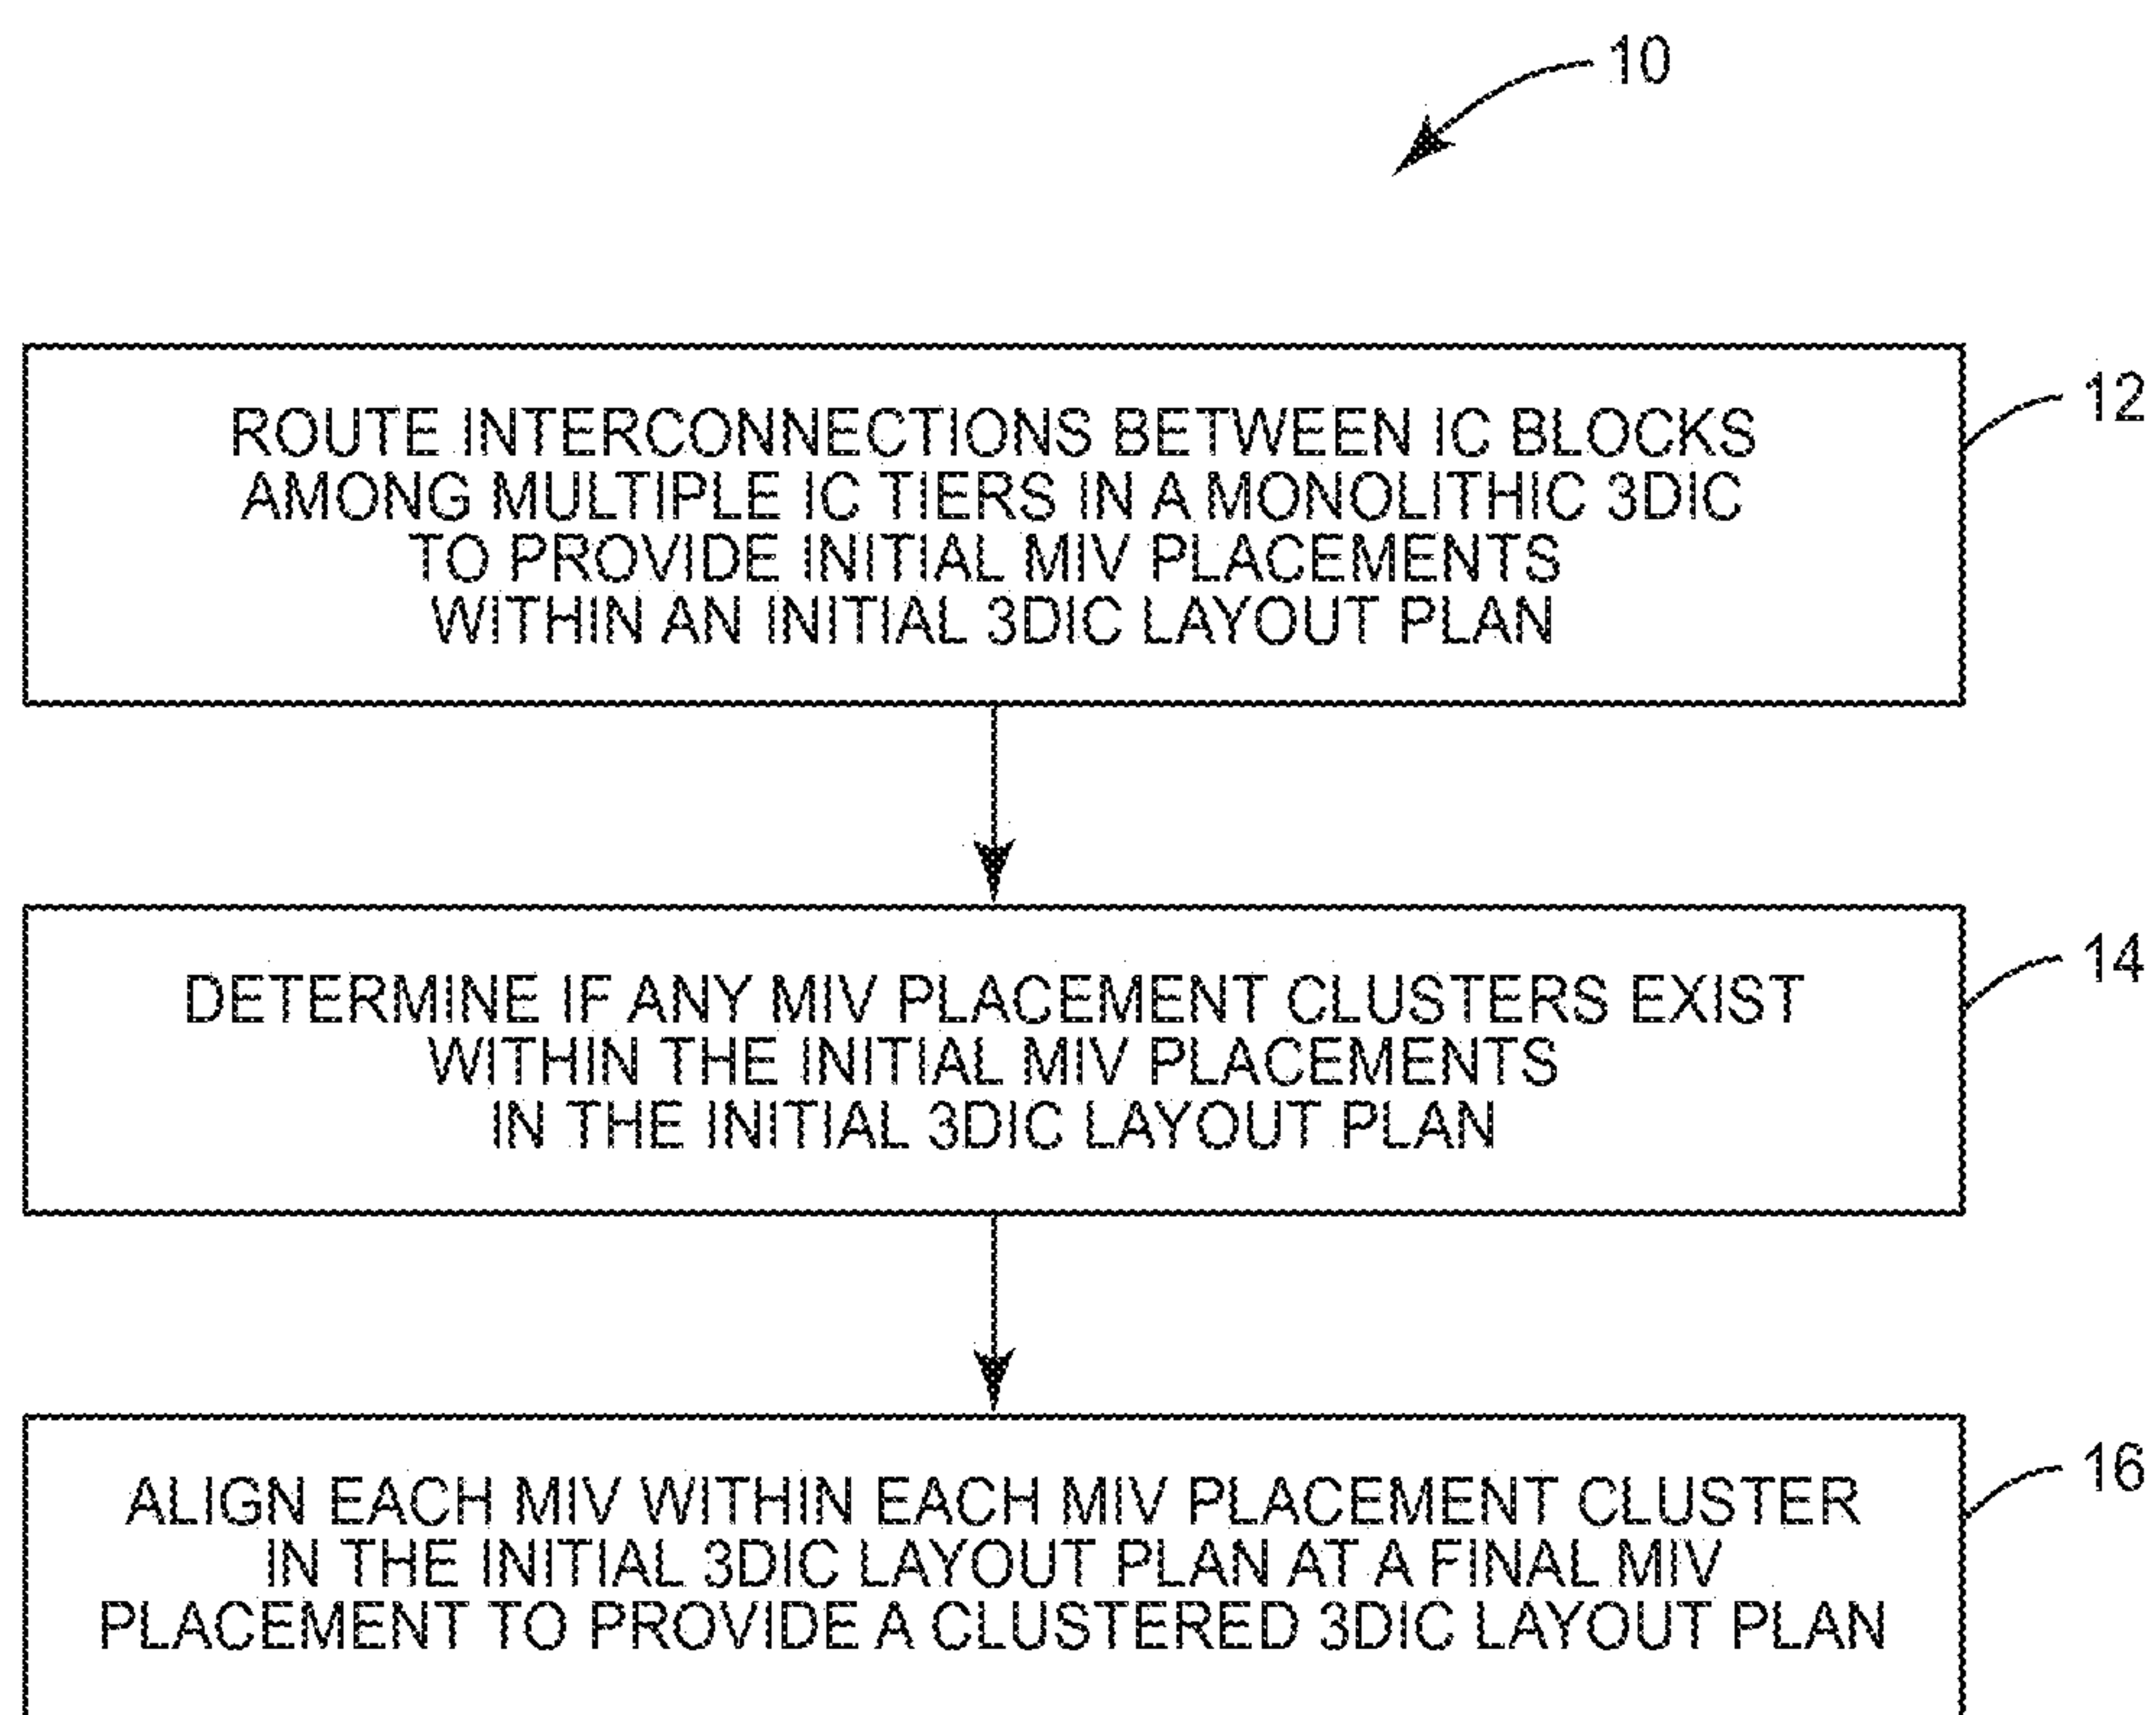 10
ROUTE INTERCONNECTIONS BETWEEN IC BLOCKS
AMONG MULTIPLE IC TIERS IN A MONOLITHIC 3DIC
TO PROVIDE INITIAL MIV PLACEMENTS
WITHIN AN INITIAL 3DIC LAYOUT PLAN
12
DETERMINE IF ANY MIV PLACEMENT CLUSTERS EXIST
WITHIN THE INITIAL MIV PLACEMENTS
IN THE INITIAL 3DIC LAYOUT PLAN
14
ALIGN EACH MIV WITHIN EACH MIV PLACEMENT CLUSTER
IN THE INITIAL 3DIC LAYOUT PLAN AT A FINAL MIV
PLACEMENT TO PROVIDE A CLUSTERED 3DIC LAYOUT PLAN
16